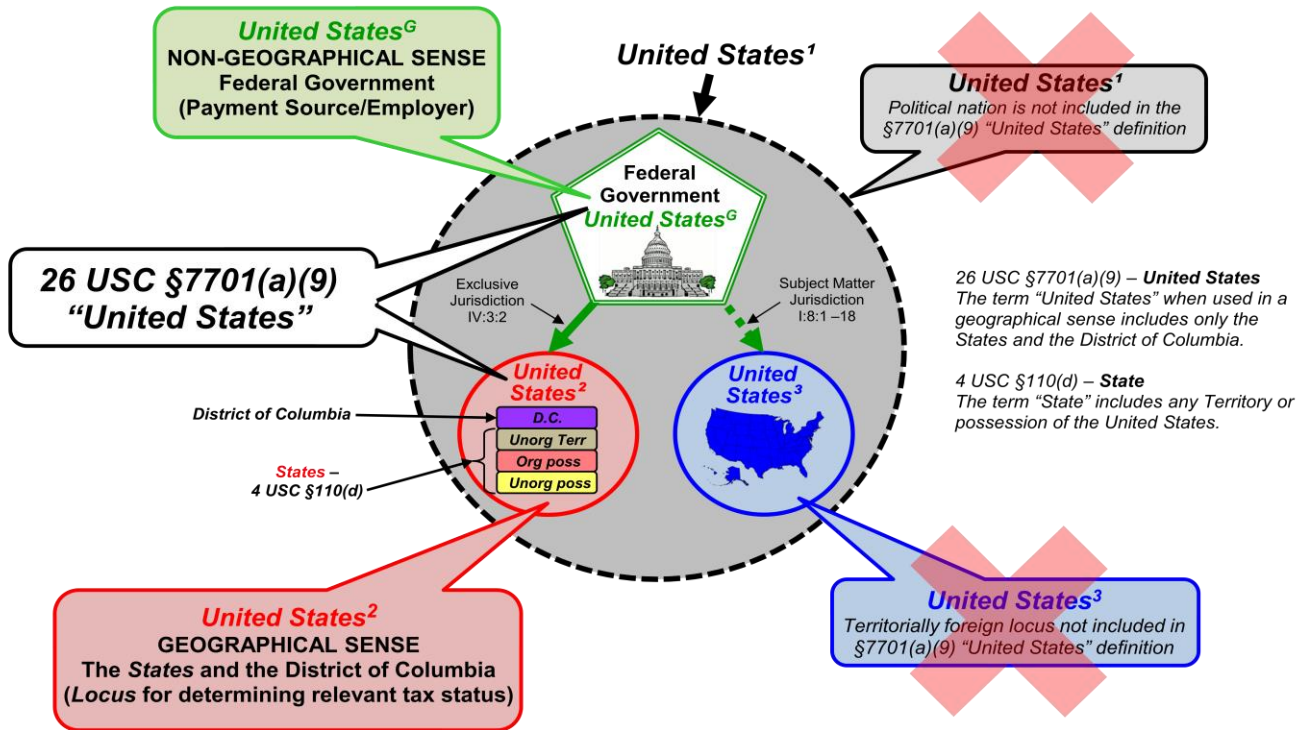 United Statesᴳ
NON-GEOGRAPHICAL SENSE
Federal Government
(Payment Source/Employer)
United States¹
United States¹
Political nation is not included in the
§7701(a)(9) “United States” definition
Federal
Government
United Statesᴳ
26 USC §7701(a)(9)
“United States”
Exclusive
Jurisdiction
IV:3:2
Subject Matter
Jurisdiction
I:8:1 –18
26 USC §7701(a)(9) – United States
The term “United States” when used in a
geographical sense includes only the
States and the District of Columbia.
4 USC §110(d) – State
The term “State” includes any Territory or
possession of the United States.
United
States²
District of Columbia
D.C.
Unorg Terr
Org poss
Unorg poss
States –
4 USC §110(d)
United
States³
United States²
GEOGRAPHICAL SENSE
The States and the District of Columbia
(Locus for determining relevant tax status)
United States³
Territorially foreign locus not included in
§7701(a)(9) “United States” definition